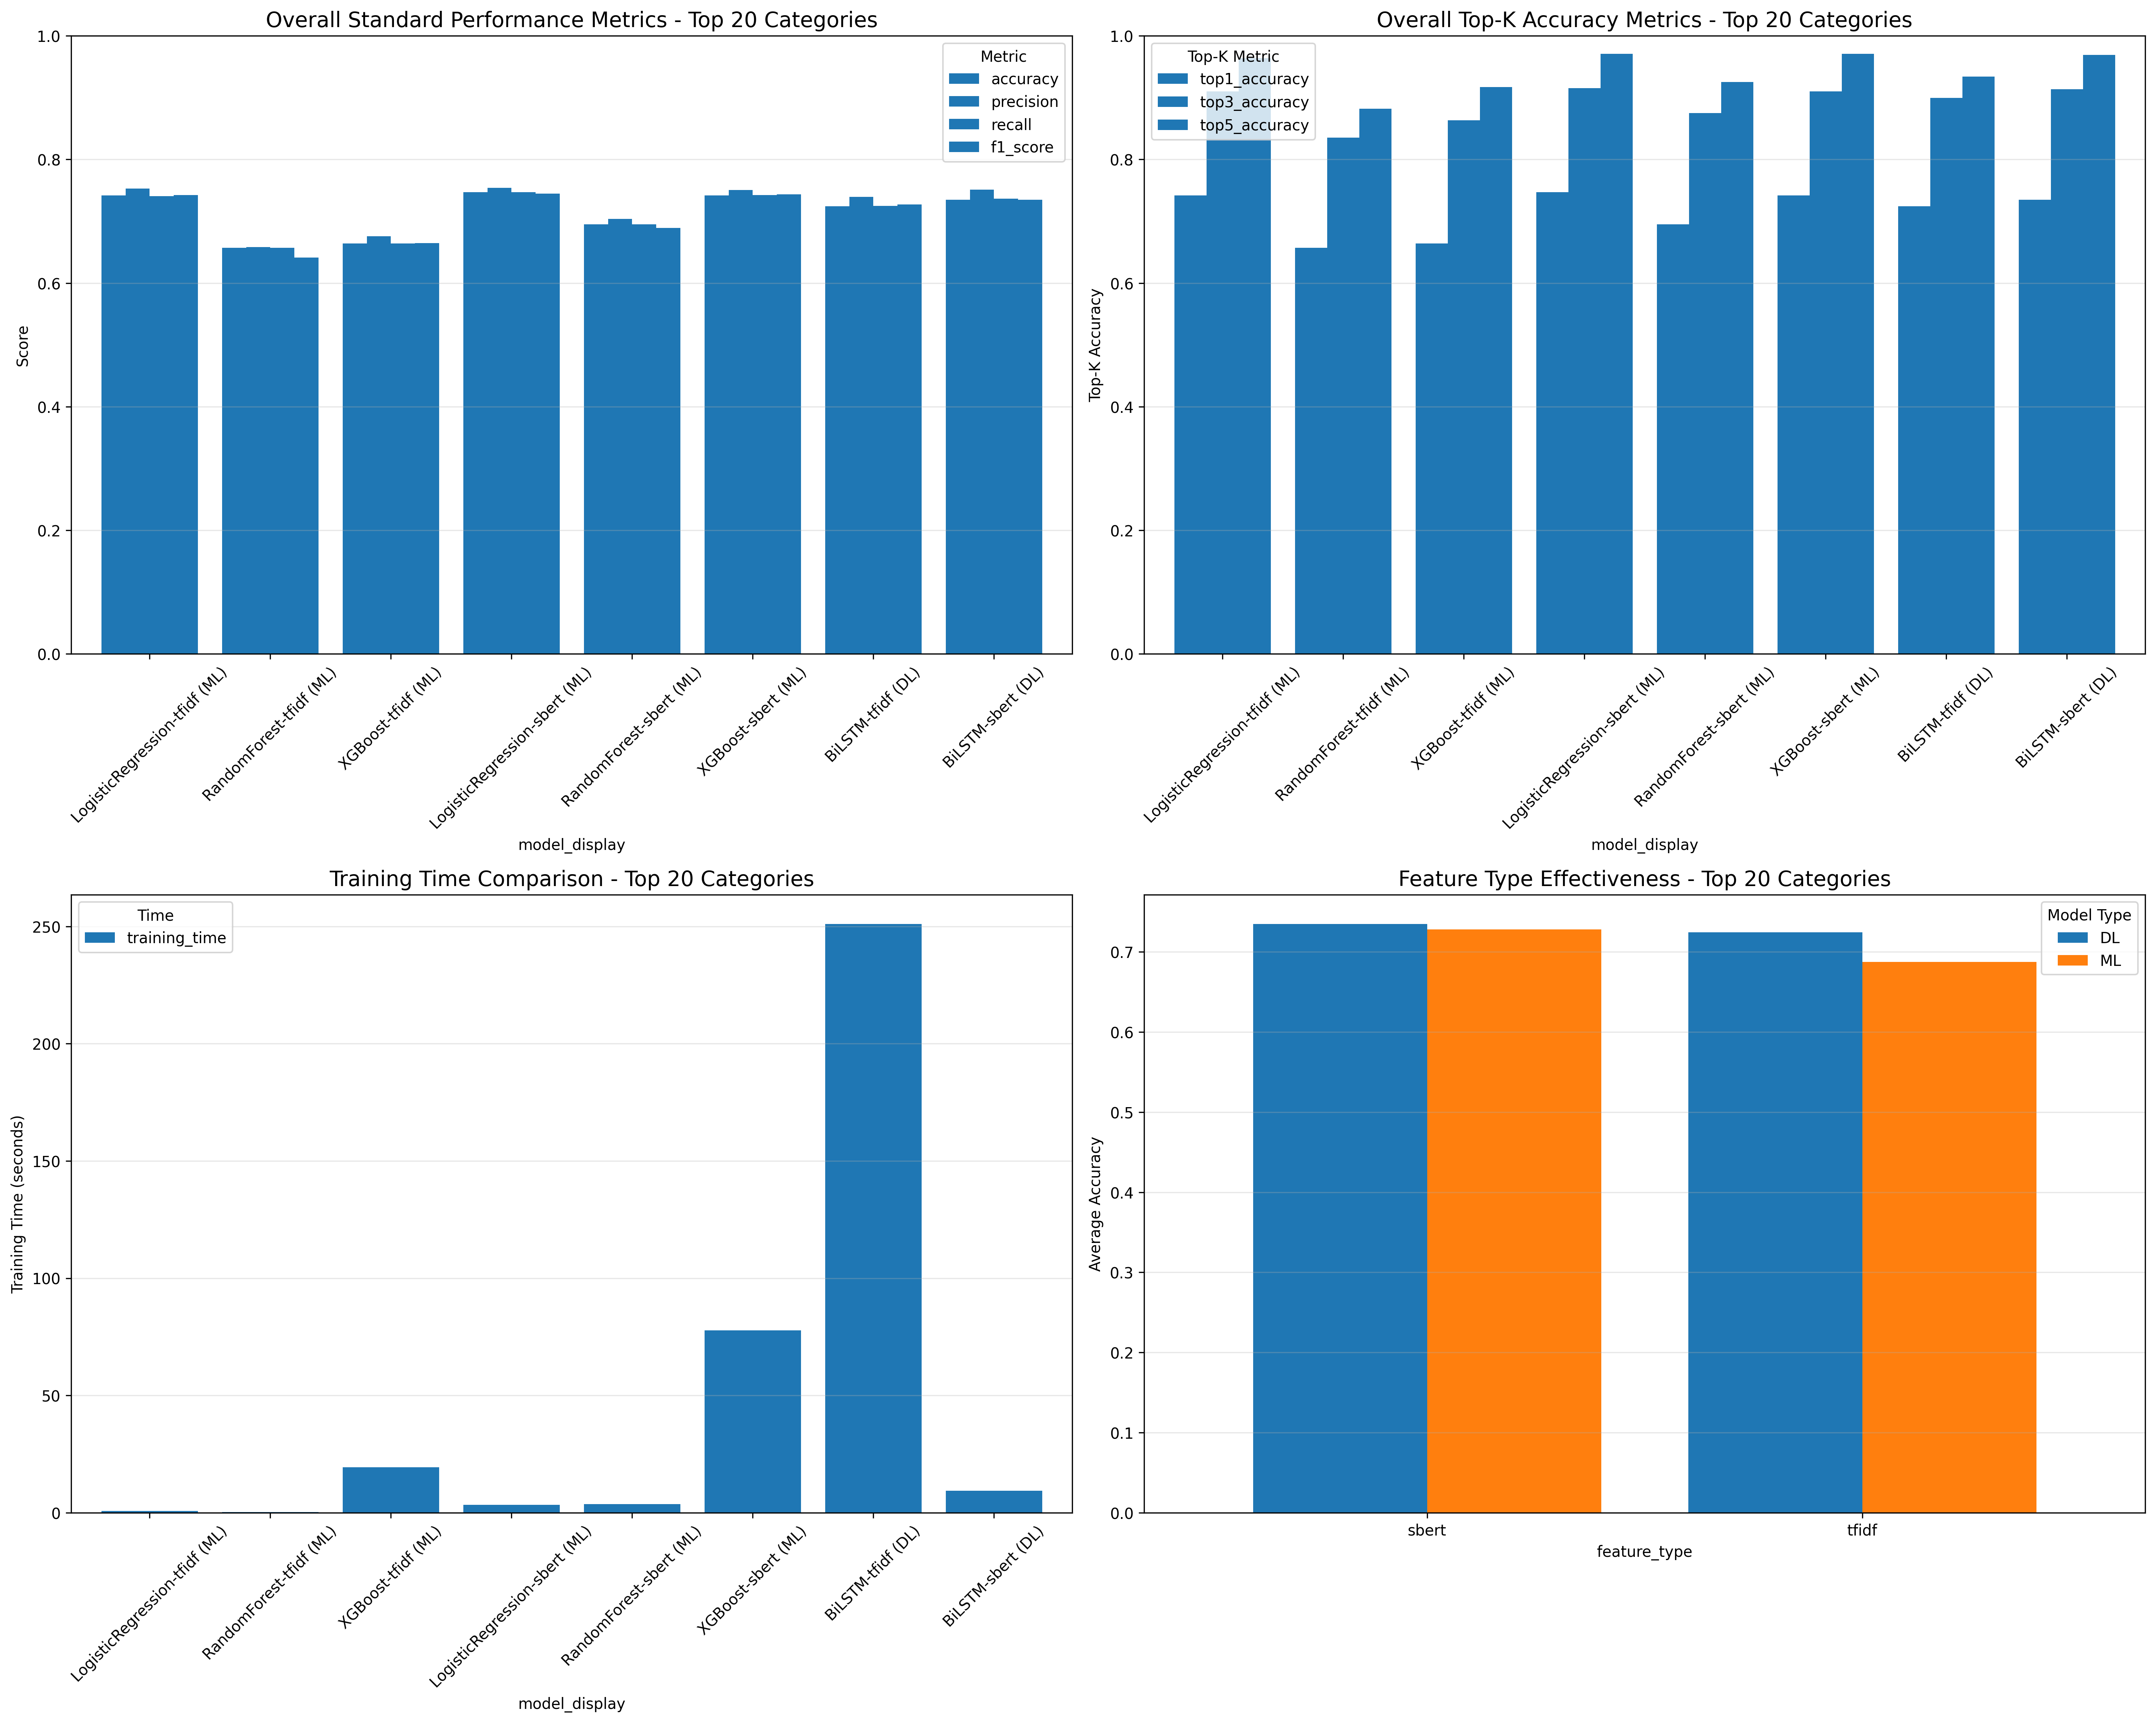 Overall Standard Performance Metrics - Top 20 Categories
Score
1.0
0.8
0.6
0.4
0.2
0.0
Metric
accuracy
precision
recall
f1_score
LogisticRegression-tfidf (ML)
RandomForest-tfidf (ML)
XGBoost-tfidf (ML)
LogisticRegression-sbert (ML)
RandomForest-sbert (ML)
XGBoost-sbert (ML)
BiLSTM-tfidf (DL)
BiLSTM-sbert (DL)
model_display
Overall Top-K Accuracy Metrics - Top 20 Categories
Top-K Accuracy
1.0
0.8
0.6
0.4
0.2
0.0
Top-K Metric
top1_accuracy
top3_accuracy
top5_accuracy
LogisticRegression-tfidf (ML)
RandomForest-tfidf (ML)
XGBoost-tfidf (ML)
LogisticRegression-sbert (ML)
RandomForest-sbert (ML)
XGBoost-sbert (ML)
BiLSTM-tfidf (DL)
BiLSTM-sbert (DL)
model_display
Training Time Comparison - Top 20 Categories
Training Time (seconds)
250
200
150
100
50
0
Time
training_time
LogisticRegression-tfidf (ML)
RandomForest-tfidf (ML)
XGBoost-tfidf (ML)
LogisticRegression-sbert (ML)
RandomForest-sbert (ML)
XGBoost-sbert (ML)
BiLSTM-tfidf (DL)
BiLSTM-sbert (DL)
model_display
Feature Type Effectiveness - Top 20 Categories
Average Accuracy
0.7
0.6
0.5
0.4
0.3
0.2
0.1
0.0
Model Type
DL
ML
sbert
tfidf
feature_type